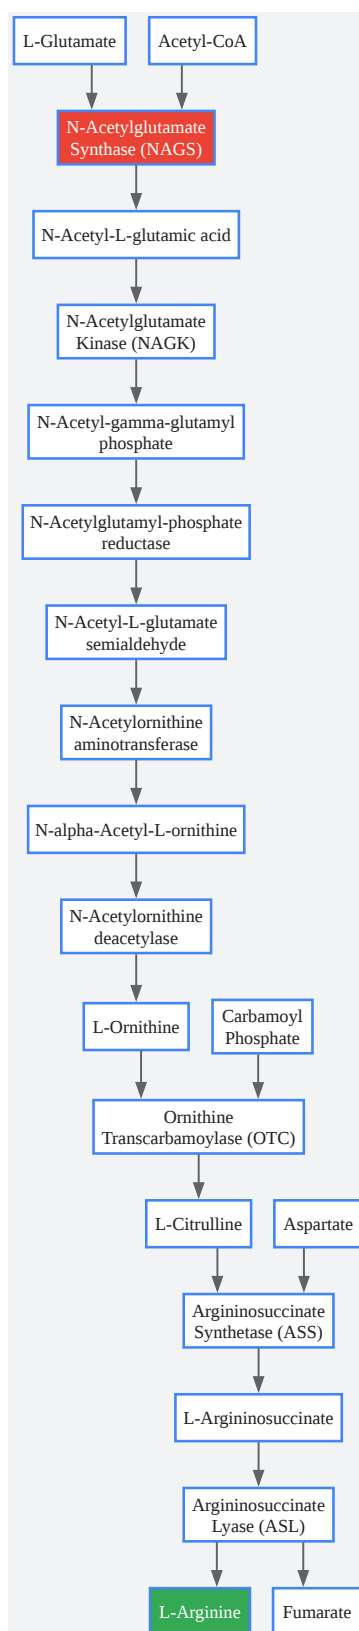 L-Glutamate
Acetyl-CoA
N-Acetylglutamate
Synthase (NAGS)
N-Acetyl-L-glutamic acid
N-Acetylglutamate
Kinase (NAGK)
N-Acetyl-gamma-glutamyl
phosphate
N-Acetylglutamyl-phosphate
reductase
N-Acetyl-L-glutamate
semialdehyde
N-Acetylornithine
aminotransferase
N-alpha-Acetyl-L-ornithine
N-Acetylornithine
deacetylase
L-Ornithine
Carbamoyl
Phosphate
Ornithine
Transcarbamoylase (OTC)
L-Citrulline
Aspartate
Argininosuccinate
Synthetase (ASS)
L-Argininosuccinate
Argininosuccinate
Lyase (ASL)
L-Arginine
Fumarate